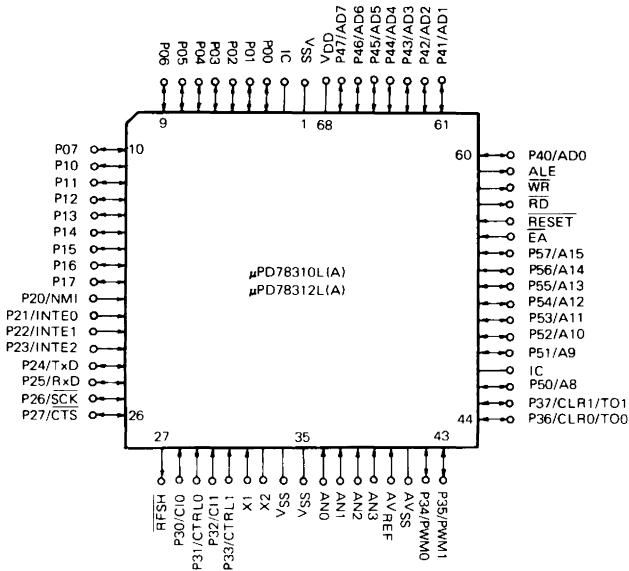 P06
P05
P04
P03
P02
P01
P00
IC
VSS
VDD
P47/AD7
P46/AD6
P45/AD5
P44/AD4
P43/AD3
P42/AD2
P41/AD1
9
1
68
61
10
60
P07
P10
P11
P12
P13
P14
P15
P16
P17
P20/NMI
P21/INTE0
P22/INTE1
P23/INTE2
P24/TxD
P25/RxD
P26/SCK
P27/CTS
26
µPD78310L(A)
µPD78312L(A)
P40/AD0
ALE
WR
RD
RESET
EA
P57/A15
P56/A14
P55/A13
P54/A12
P53/A11
P52/A10
P51/A9
IC
P50/A8
P37/CLR1/TO1
P36/CLR0/TO0
44
27
35
43
RFSH
P30/CI0
P31/CTRL0
P32/CI1
P33/CTRL1
X1
X2
VSS
VSS
AN0
AN1
AN2
AN3
AVREF
AVSS
P34/PWM0
P35/PWM1